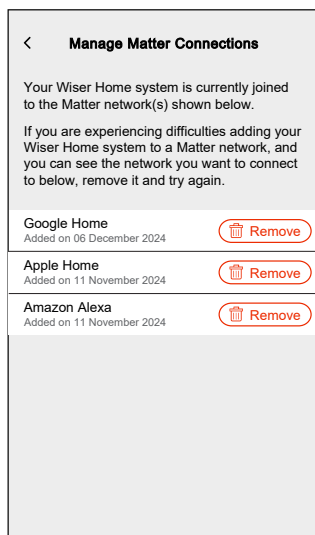 Manage Matter Connections
Your Wiser Home system is currently joined
to the Matter network(s) shown below.
If you are experiencing difficulties adding your
Wiser Home system to a Matter network, and
you can see the network you want to connect
to below, remove it and try again.
Google Home
Added on 06 December 2024
Remove
Apple Home
Added on 11 November 2024
Remove
Amazon Alexa
Added on 11 November 2024
Remove